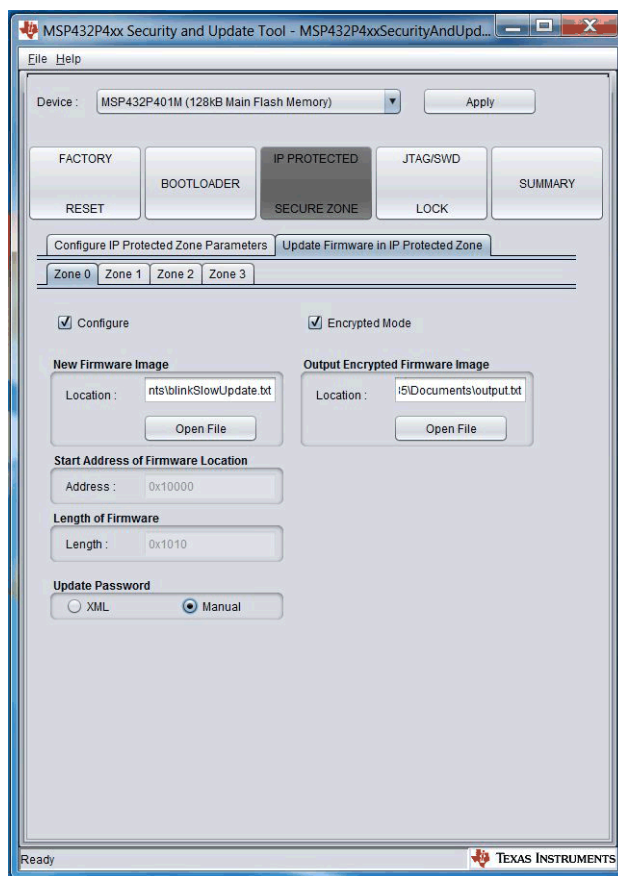 MSP432P4xx Security and Update Tool - MSP432P4xxSecurityAndUpd...
File Help
Device : MSP432P401M (128kB Main Flash Memory) Apply
FACTORY RESET BOOTLOADER IP PROTECTED SECURE ZONE JTAG/SWD LOCK SUMMARY
Configure IP Protected Zone Parameters Update Firmware in IP Protected Zone
Zone 0 Zone 1 Zone 2 Zone 3
Configure Encrypted Mode
New Firmware Image Output Encrypted Firmware Image
Location : nts\blinkSlowUpdate.txt Location : \Documents\output.txt
Open File Open File
Start Address of Firmware Location
Address : 0x10000
Length of Firmware
Length : 0x1010
Update Password
XML Manual
Ready TEXAS INSTRUMENTS